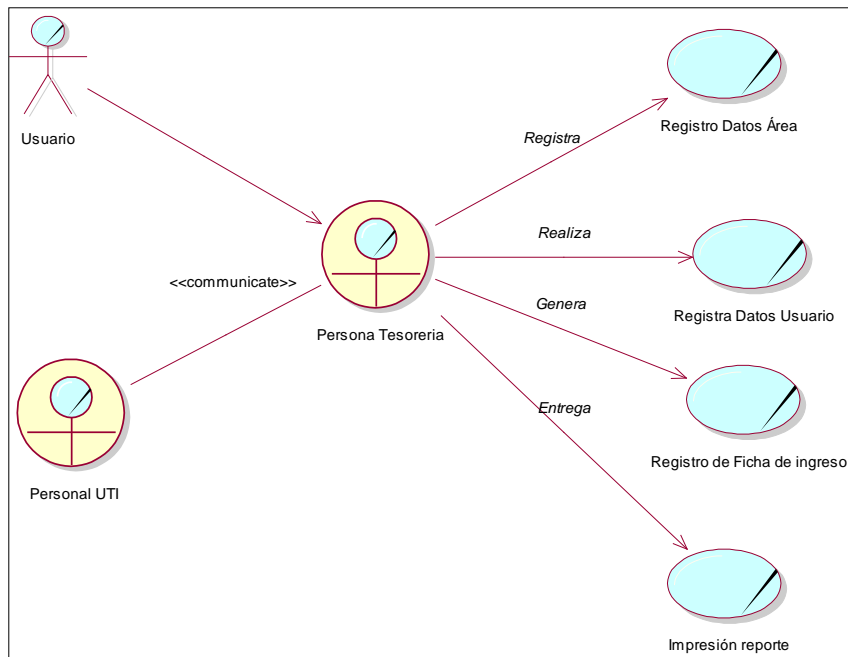 Usuario
Registro Datos Área
Registra
Realiza
<<communicate>>
Genera
Registra Datos Usuario
Persona Tesoreria
Entrega
Registro de Ficha de ingreso
Personal UTI
Impresión reporte